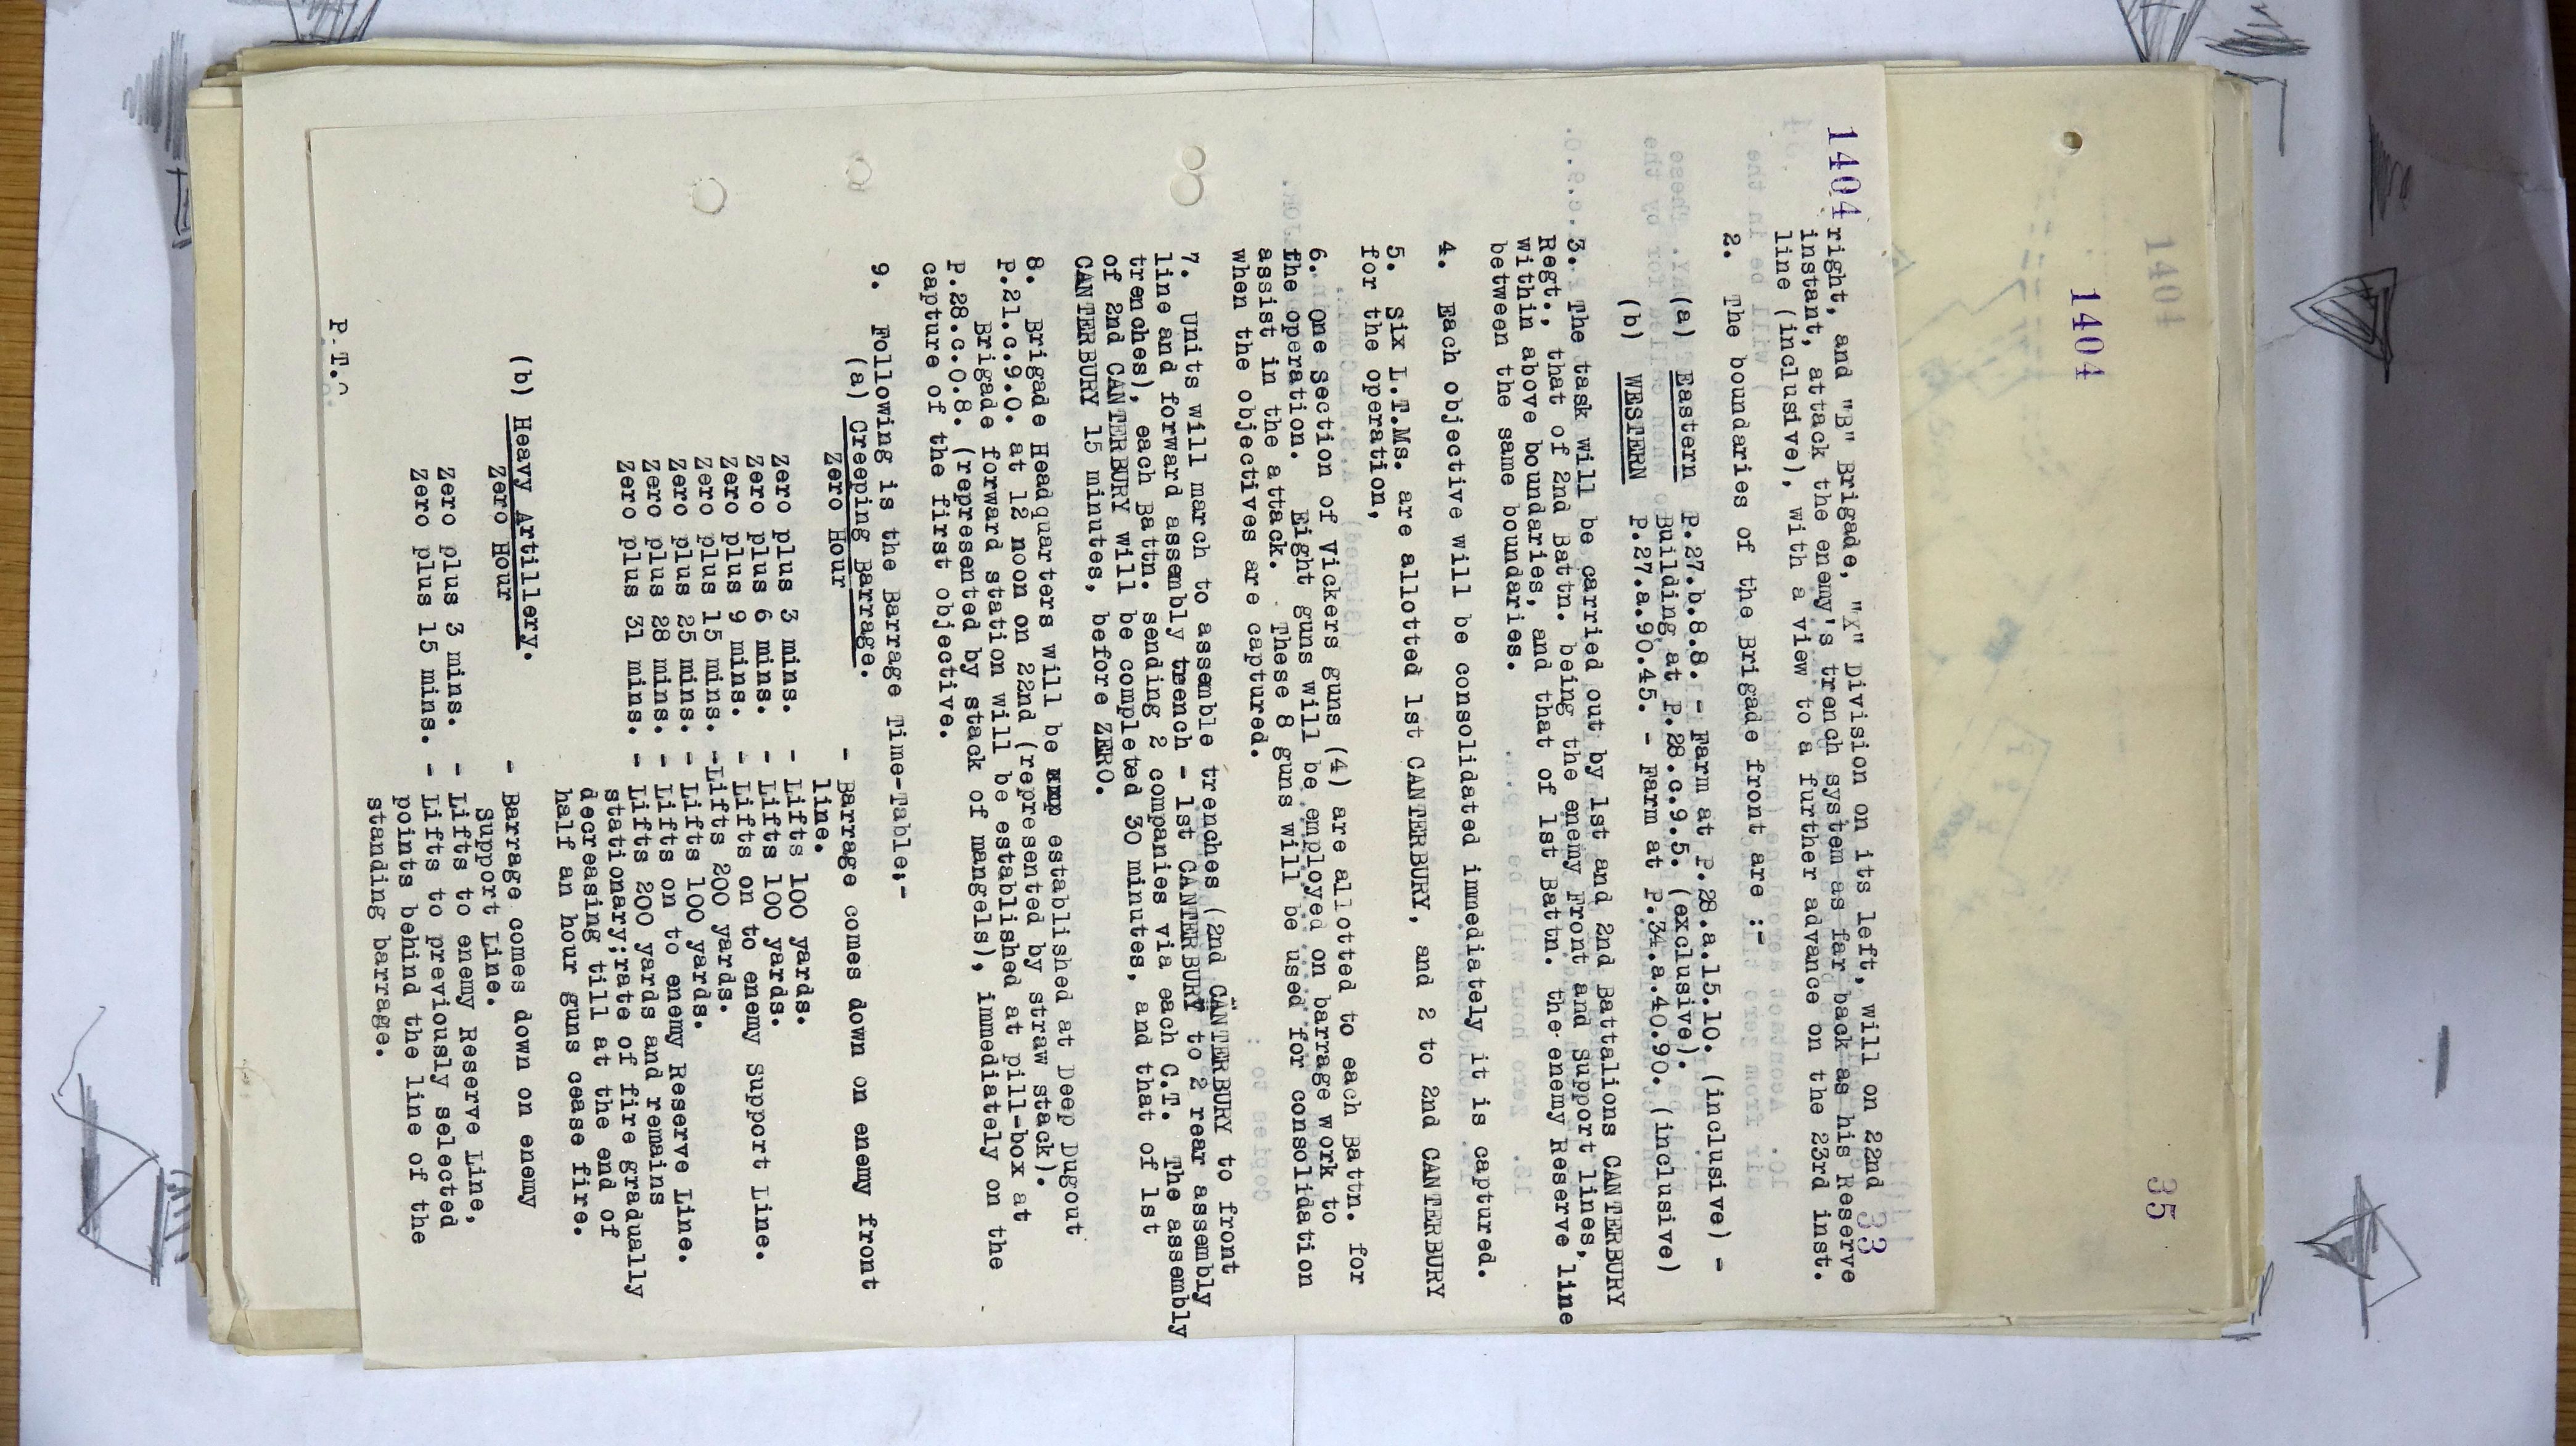 1404
1404
35
1404
33
right, and "B" Brigade, "X" Division on its left, will on 22nd
instant, attack the enemy's trench system as far back as his Reserve
line (inclusive), with a view to a further advance on the 23rd inst.
2. The boundaries of the Brigade front are :-
(a) Eastern P.27.b.8.8. - Farm at P.28.a.15.10. (inclusive) -
Building at P.28.c.9.5. (exclusive).
(b) WESTERN P.27.a.90.45. - Farm at P.34.a.40.90. (inclusive)
3. The task will be carried out by 1st and 2nd Battalions CANTERBURY
Regt., that of 2nd Battn. being the enemy Front and Support lines,
within above boundaries, and that of 1st Battn. the enemy Reserve line
between the same boundaries.
4. Each objective will be consolidated immediately it is captured.
5. Six L.T.Ms. are allotted 1st CANTERBURY, and 2 to 2nd CANTERBURY
for the operation,
6. One section of Vickers guns (4) are allotted to each Battn. for
the operation. Eight guns will be employed on barrage work to
assist in the attack. These 8 guns will be used for consolidation
when the objectives are captured.
7. Units will march to assemble trenches (2nd CANTERBURY to front
line and forward assembly trench - 1st CANTERBURY to 2 rear assembly
trenches), each Battn. sending 2 companies via each C.T. The assembly
of 2nd CANTERBURY will be completed 30 minutes, and that of 1st
CANTERBURY 15 minutes, before ZERO.
8. Brigade Headquarters will be established at Deep Dugout
P.21.c.9.0. at 12 noon on 22nd (represented by straw stack).
Brigade forward station will be established at pill-box at
P.28.c.0.8. (represented by stack of mangels), immediately on the
capture of the first objective.
9. Following is the Barrage Time-Table:-
(a) Creeping Barrage.
Zero Hour - Barrage comes down on enemy front
line.
Zero plus 3 mins. - Lifts 100 yards.
Zero plus 6 mins. - Lifts 100 yards.
Zero plus 9 mins. - Lifts on to enemy Support Line.
Zero plus 15 mins. -Lifts 200 yards.
Zero plus 25 mins. - Lifts 100 yards.
Zero plus 28 mins. - Lifts on to enemy Reserve Line.
Zero plus 31 mins. - Lifts 200 yards and remains
stationary;rate of fire gradually
decreasing till at the end of
half an hour guns cease fire.
(b) Heavy Artillery.
Zero Hour - Barrage comes down on enemy
Support Line.
Zero plus 3 mins. - Lifts to enemy Reserve Line,
Zero plus 15 mins. - Lifts to previously selected
points behind the line of the
standing barrage.
P.T.O